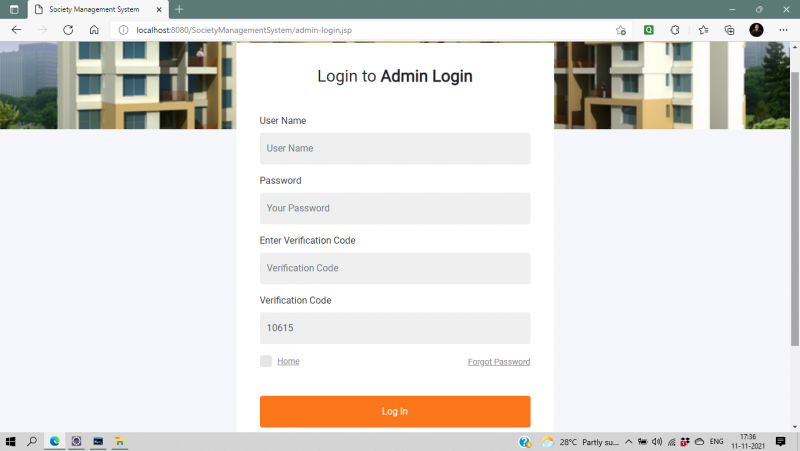 Society Management System
localhost:8080/SocietyManagementSystem/admin-login.jsp
Login to Admin Login
User Name
User Name
Password
Your Password
Enter Verification Code
Verification Code
Verification Code
10615
Home
Forgot Password
Log In
28°C Partly su... ENG
17:36
11-11-2021